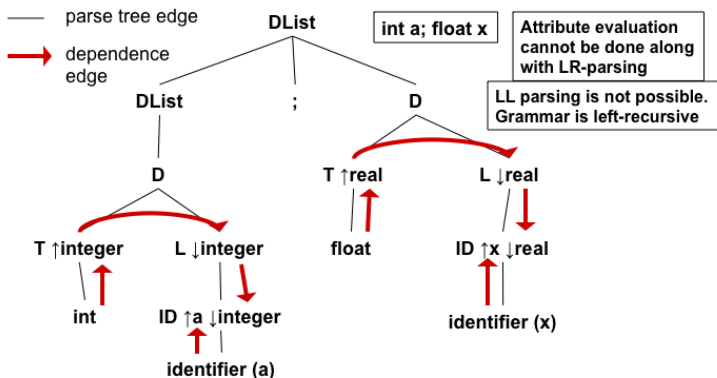 parse tree edge
dependence
edge
DList
int a; float x
Attribute evaluation
cannot be done along
with LR-parsing
LL parsing is not possible.
Grammar is left-recursive
DList
;
D
D
T ↑real
L ↓real
T ↑integer
L ↓integer
float
ID ↑x ↓real
int
ID ↑a ↓integer
identifier (x)
identifier (a)